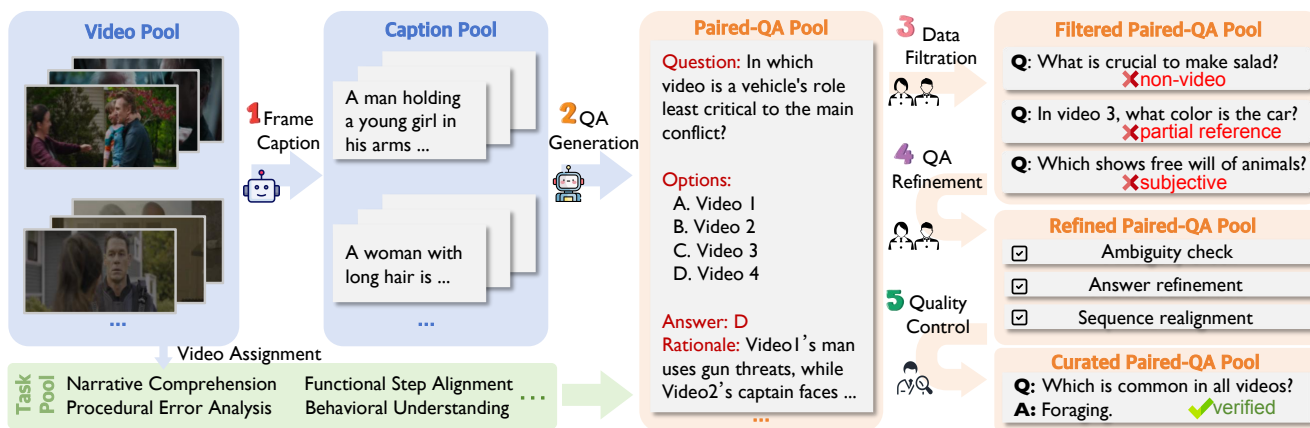 Video Pool
...
1 Frame
Caption
Caption Pool
A man holding
a young girl in
his arms ...
A woman with
long hair is ...
...
2 QA
Generation
Video Assignment
Task
Pool
Narrative Comprehension
Functional Step Alignment
Procedural Error Analysis
Behavioral Understanding
...
Paired-QA Pool
Question: In which
video is a vehicle's role
least critical to the main
conflict?
Options:
A. Video 1
B. Video 2
C. Video 3
D. Video 4
Answer: D
Rationale: Video1's man
uses gun threats, while
Video2's captain faces ...
...
3 Data
Filtration
4 QA
Refinement
5 Quality
Control
Filtered Paired-QA Pool
Q: What is crucial to make salad?
non-video
Q: In video 3, what color is the car?
partial reference
Q: Which shows free will of animals?
subjective
Refined Paired-QA Pool
Ambiguity check
Answer refinement
Sequence realignment
Curated Paired-QA Pool
Q: Which is common in all videos?
A: Foraging.
verified